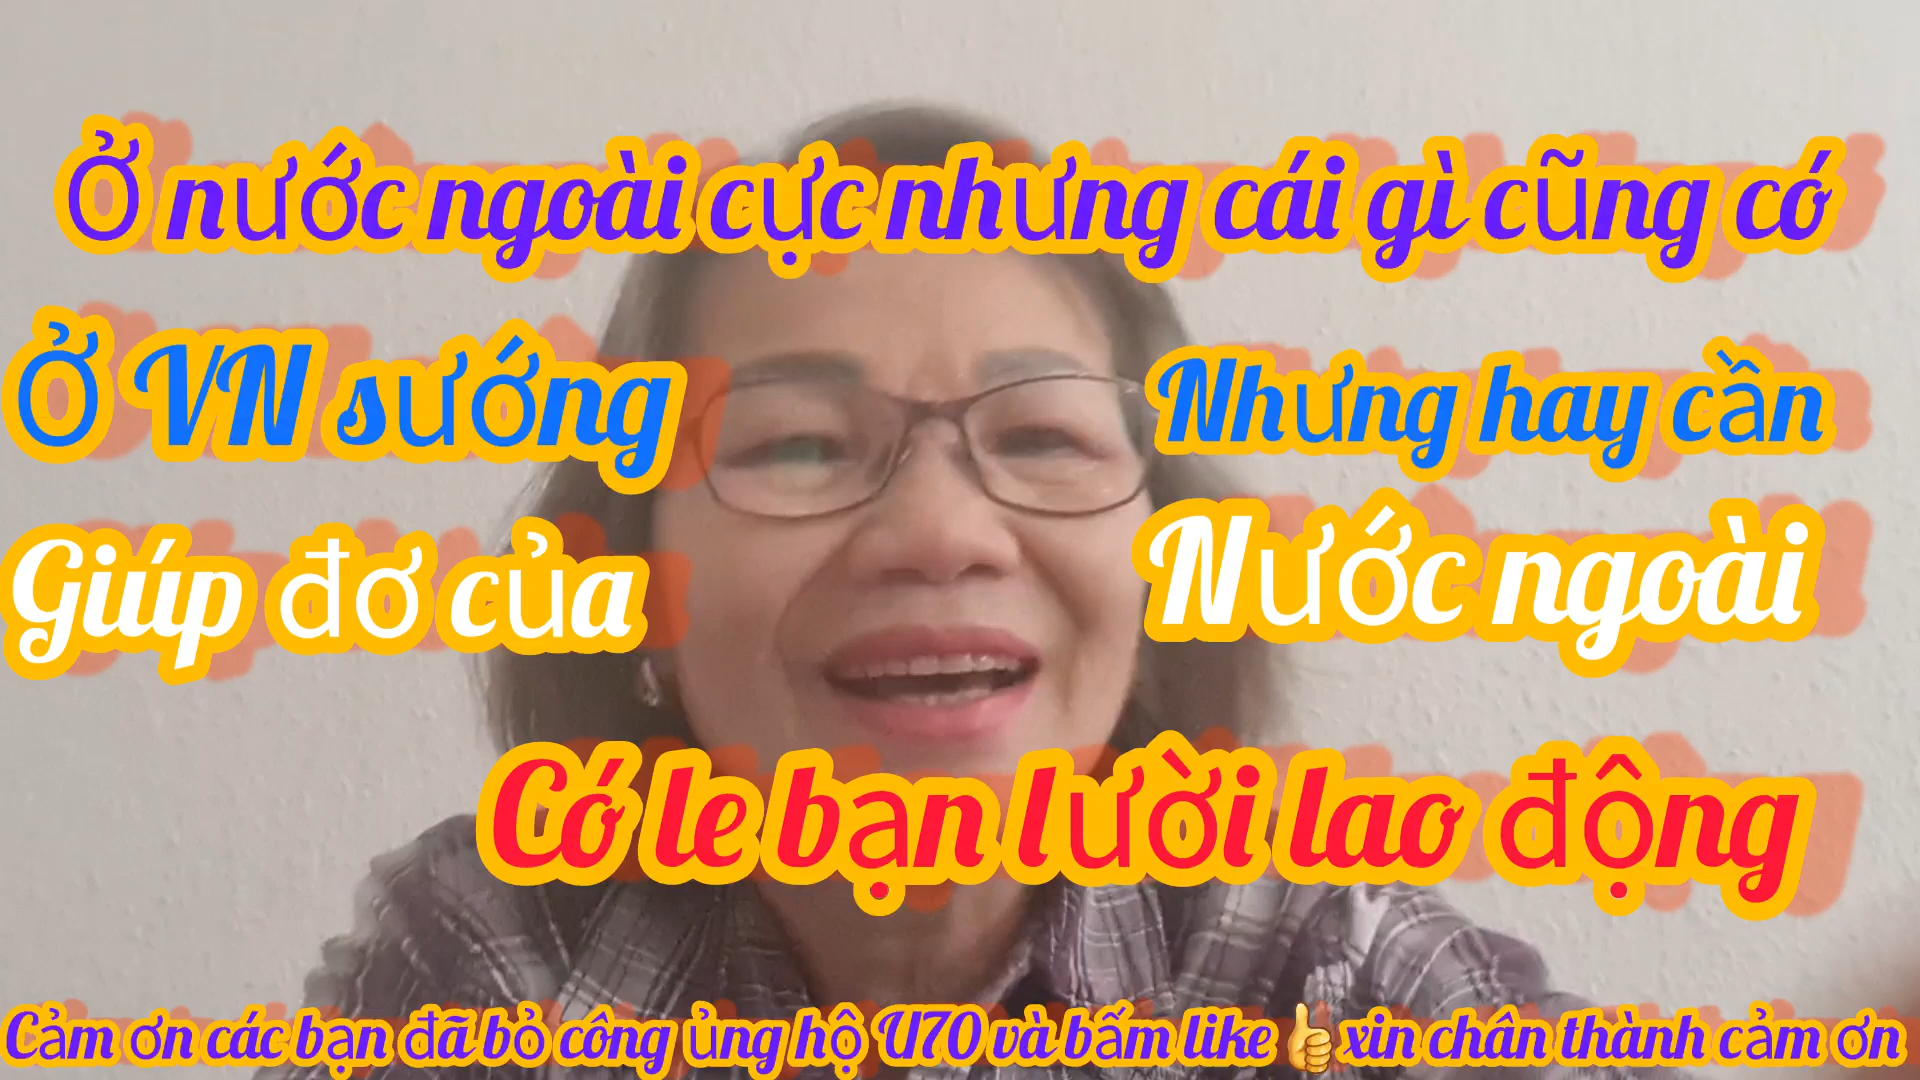 Ở nước ngoài cực nhưng cái gì cũng có
Ở VN sướng Nhưng hay cần
Giúp đơ của Nước ngoài
Có le bạn lười lao động
Cảm ơn các bạn đã bỏ công ủng hộ U70 và bấm like 👍 xin chân thành cảm ơn